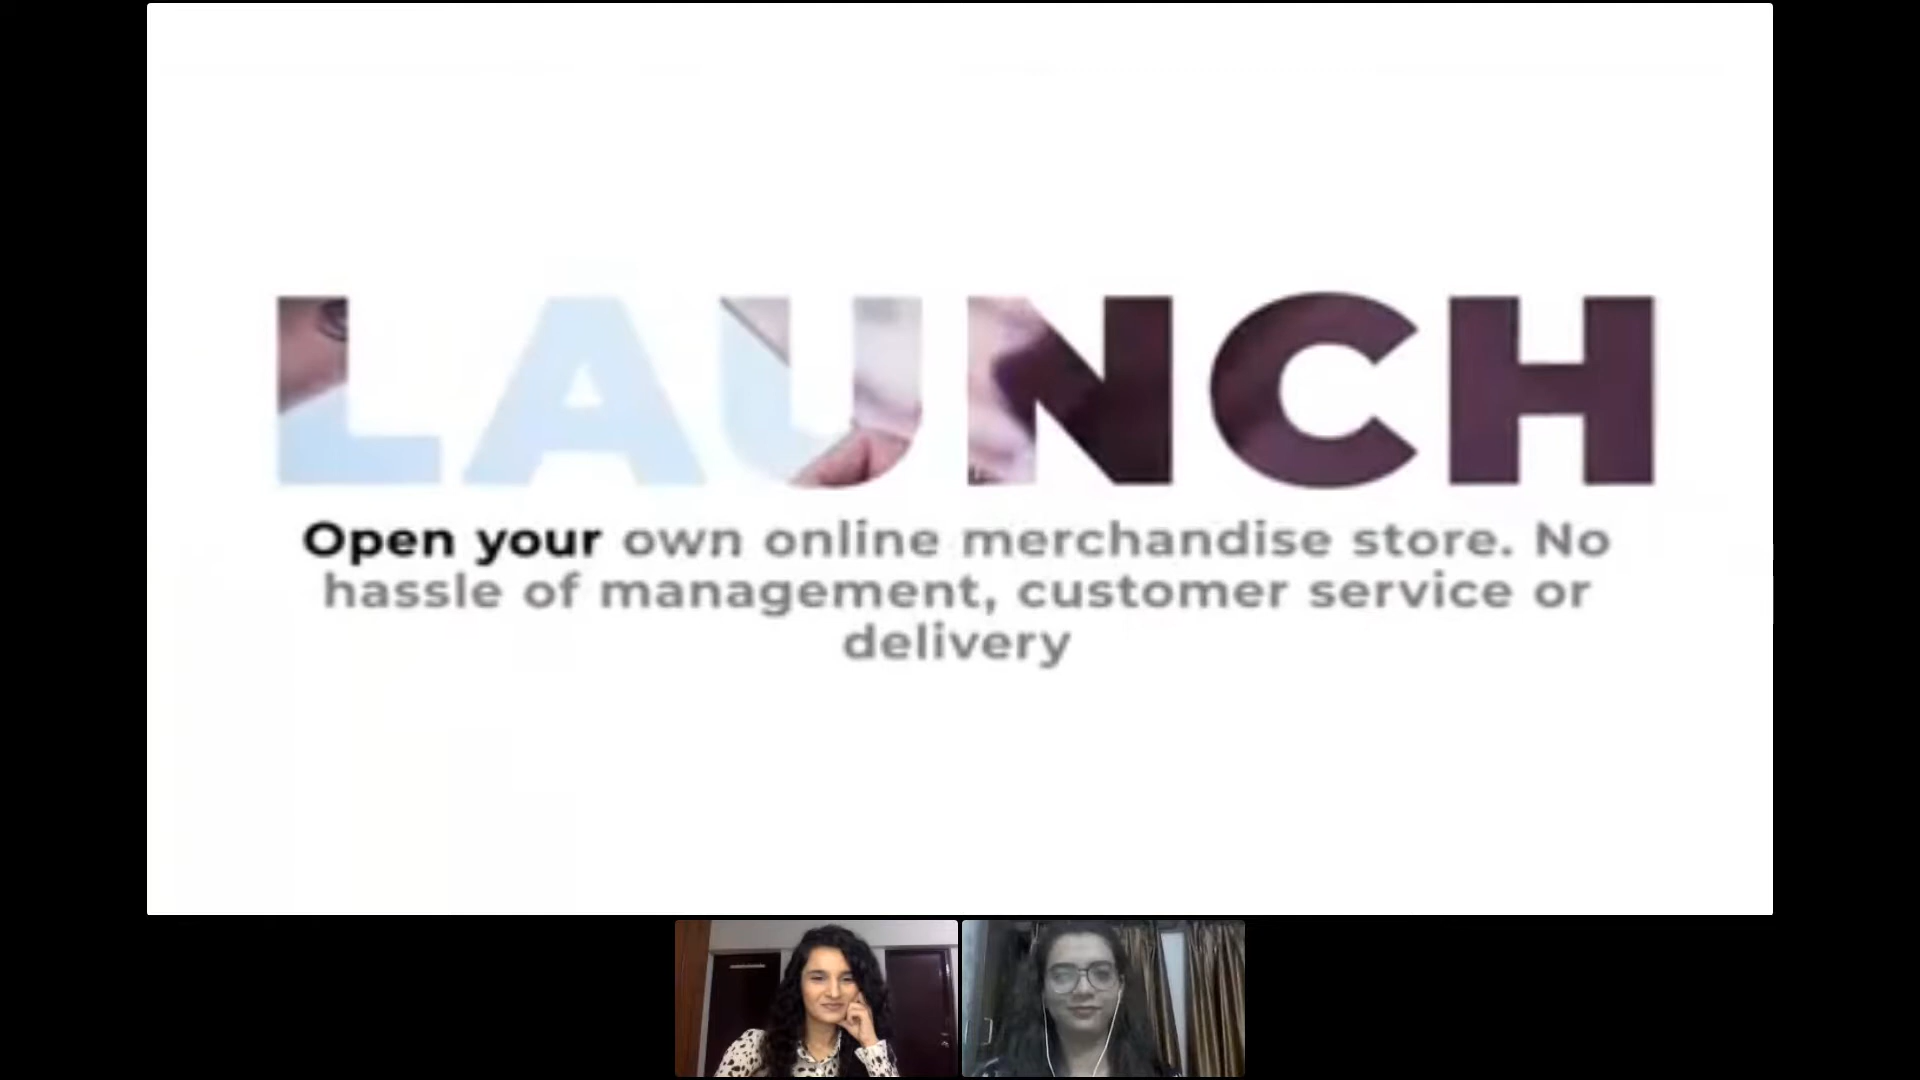 LAUNCH
Open your own online merchandise store. No
hassle of management, customer service or
delivery